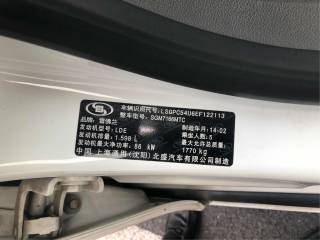 车辆识别代号: LSGPC54U6EF122113
整车型号: SGM7166MTC
品牌: 雪佛兰 制造年月: 14-02
发动机型号: LDE 乘坐人数: 5
发动机排量: 1.598 L 最大允许总质量:
发动机最大净功率: 86 kW 1770 kg
中国 上海通用(沈阳)北盛汽车有限公司制造